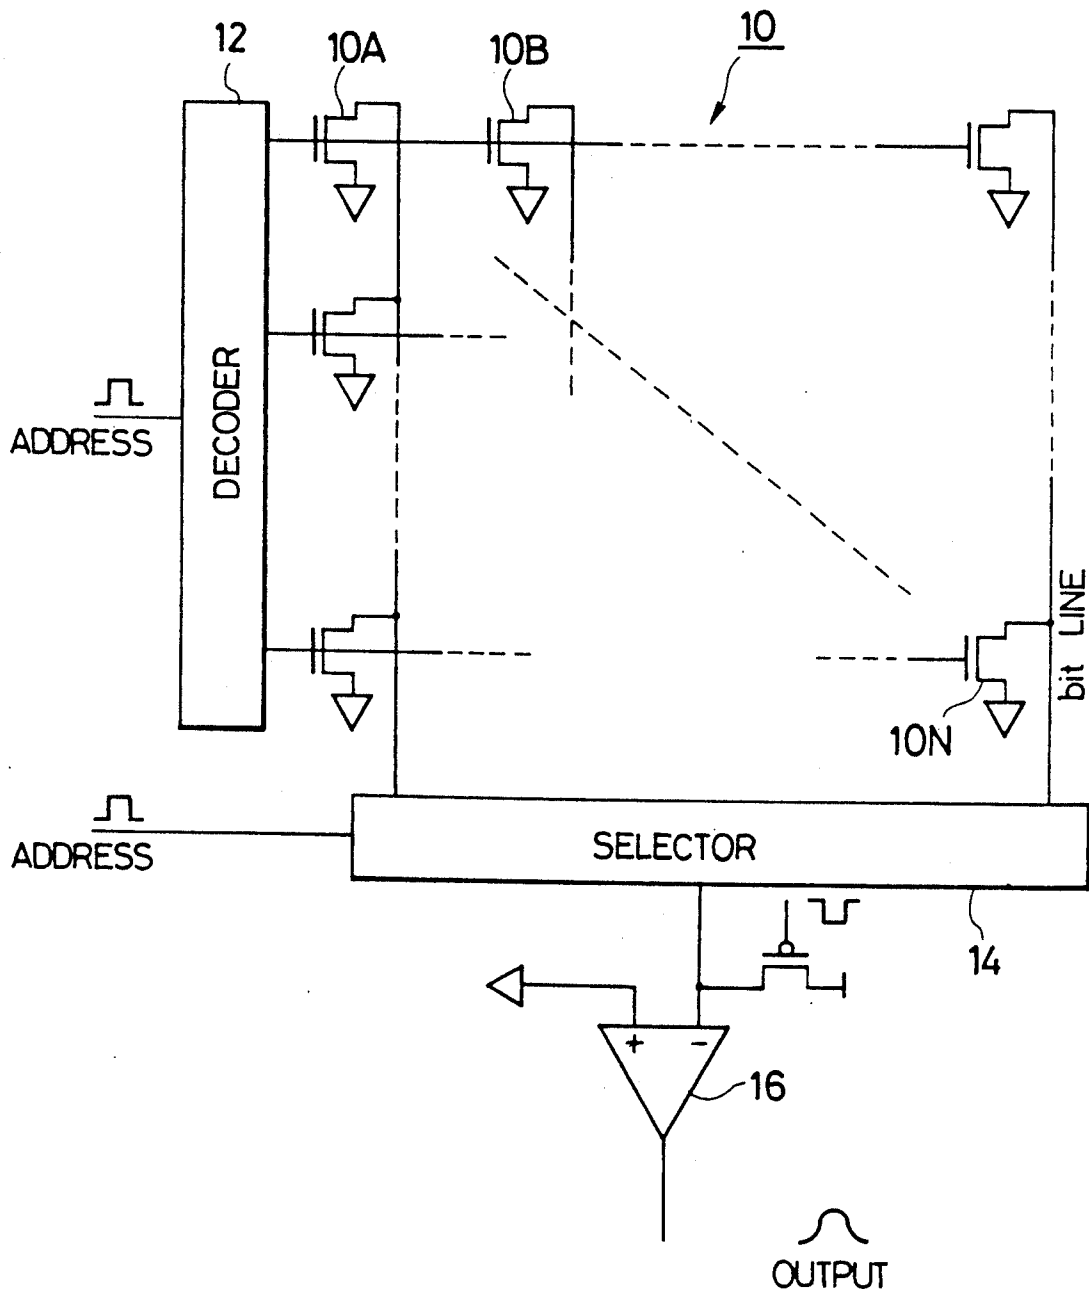 12
10A
10B
10
DECODER
ADDRESS
bit LINE
10N
ADDRESS
SELECTOR
14
+
−
16
OUTPUT